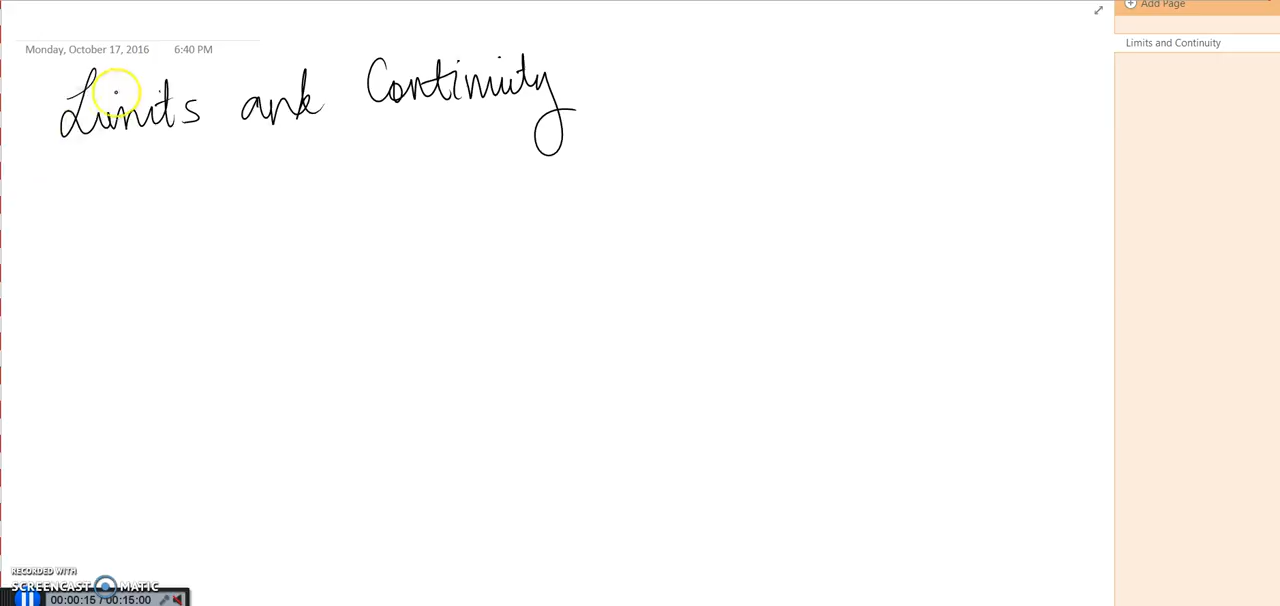 Add Page
Monday, October 17, 2016 6:40 PM
Limits and Continuity
Limits and Continuity
RECORDED WITH
SCREENCAST MATIC
00:00:15 / 00:15:00